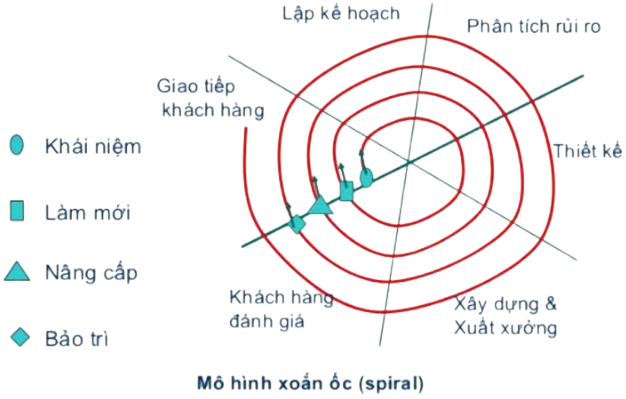 Lập kế hoạch
Phân tích rủi ro
Giao tiếp
khách hàng
Khái niệm
Thiết kế
Làm mới
Nâng cấp
Khách hàng
đánh giá
Xây dựng &
Xuất xưởng
Bảo trì
Mô hình xoắn ốc (spiral)